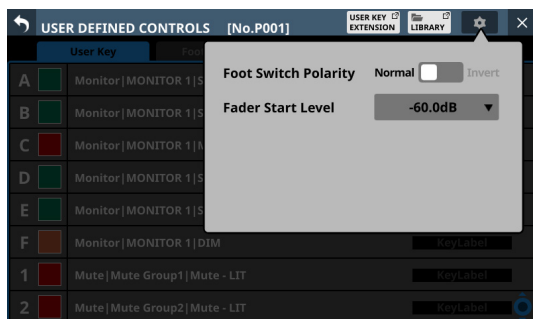 USER DEFINED CONTROLS [No.P001]
USER KEY EXTENSION
LIBRARY
User Key
Foot Switch Polarity
Normal
Invert
Fader Start Level
-60.0dB
A
Monitor|MONITOR 1|S
B
Monitor|MONITOR 1|S
C
Monitor|MONITOR 1|
D
Monitor|MONITOR 1|S
E
Monitor|MONITOR 1|S
F
Monitor|MONITOR 1|DIM
KeyLabel
1
Mute|Mute Group1|Mute - LIT
KeyLabel
2
Mute|Mute Group2|Mute - LIT
KeyLabel